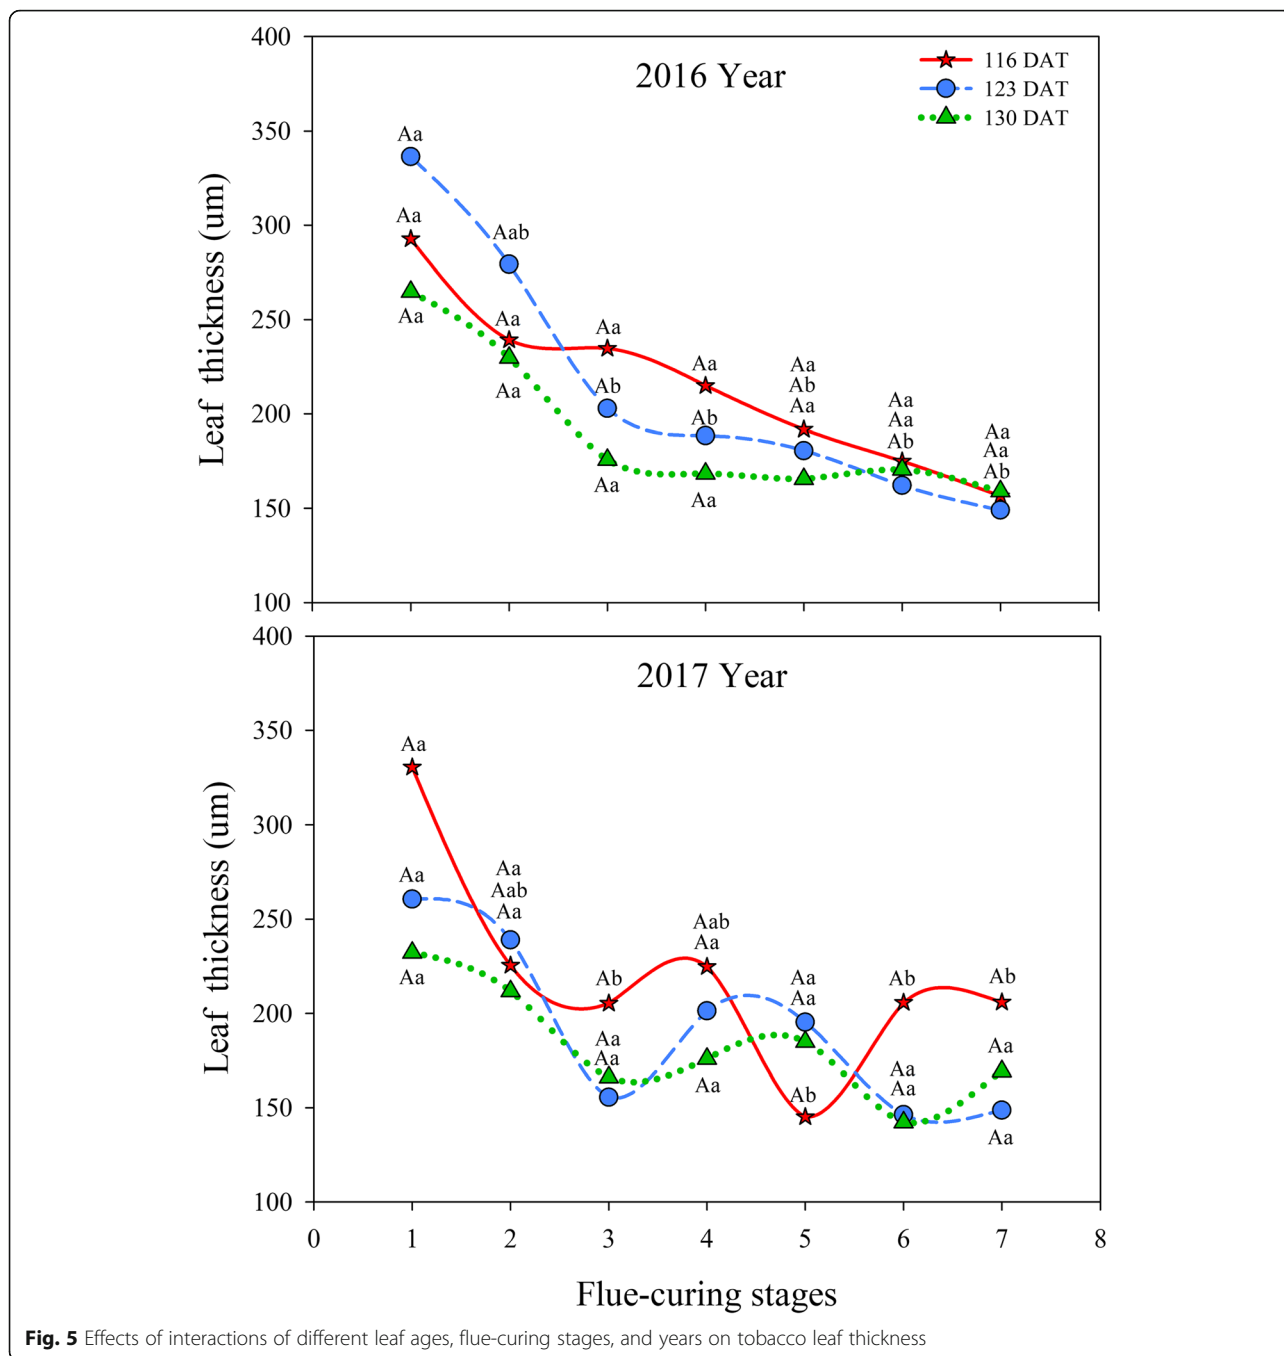 400
2016 Year
116 DAT
123 DAT
130 DAT
350
Aa
300
Aa
Aab
Leaf thickness (um)
250
Aa
Aa
Aa
Aa
Aa
Ab
Aa
Aa
Ab
Aa
200
Ab
Aa
Aa
Ab
Aa
Aa
Ab
Aa
Aa
150
100
400
2017 Year
350
Aa
300
Aa
Aa
Aab
Aa
Leaf thickness (um)
250
Aa
Aab
Aa
Ab
Aa
Aa
Ab
Ab
200
Aa
Aa
Aa
Aa
Aa
Aa
Ab
Aa
150
Aa
100
0 1 2 3 4 5 6 7 8
Flue-curing stages
Fig. 5 Effects of interactions of different leaf ages, flue-curing stages, and years on tobacco leaf thickness